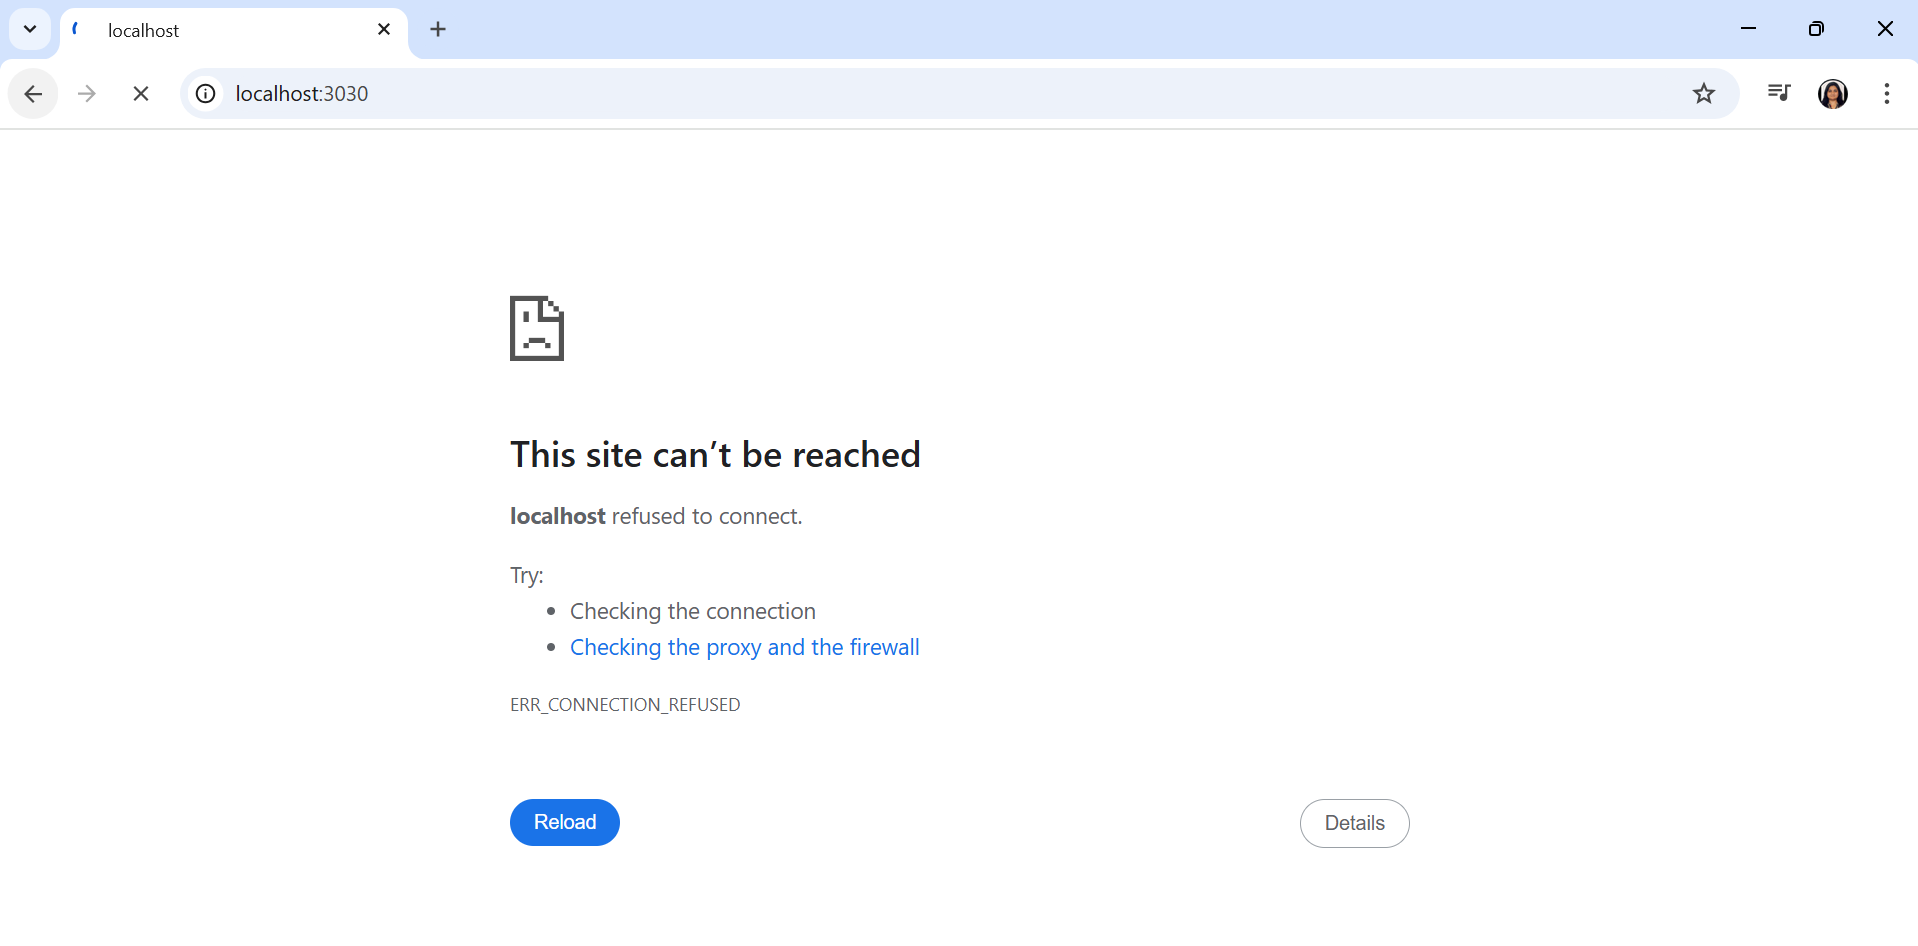 localhost
localhost:3030
This site can’t be reached
localhost refused to connect.
Try:
• Checking the connection
• Checking the proxy and the firewall
ERR_CONNECTION_REFUSED
Reload
Details